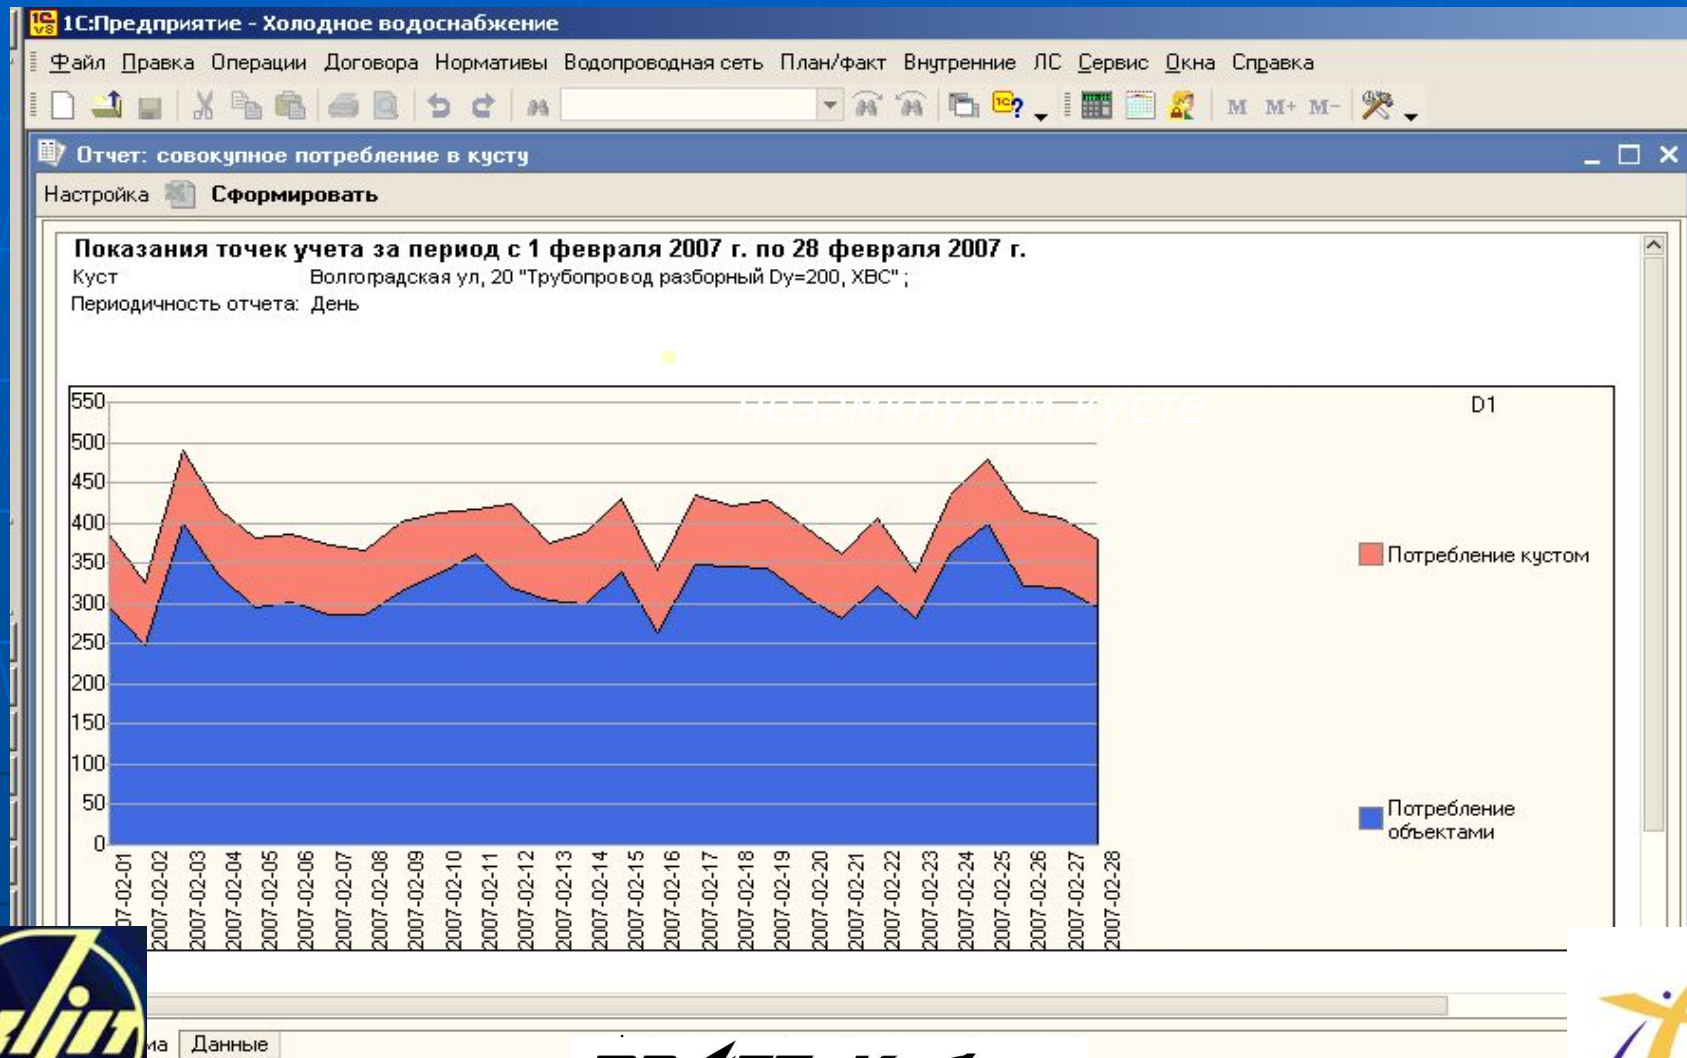 1С:Предприятие - Холодное водоснабжение
Файл Правка Операции Договора Нормативы Водопроводная сеть План/факт Внутренние ЛС Сервис Окна Справка
M M+ M-
Отчет: совокупное потребление в кусту
Настройка Сформировать
Показания точек учета за период с 1 февраля 2007 г. по 28 февраля 2007 г.
Куст Волгоградская ул, 20 "Трубопровод разборный Dу=200, ХВС" ;
Периодичность отчета: День
незамкнутом кусте
D1
550
500
450
400
350
300
250
200
150
100
50
0
Потребление кустом
Потребление
объектами
2007-02-01
2007-02-02
2007-02-03
2007-02-04
2007-02-05
2007-02-06
2007-02-07
2007-02-08
2007-02-09
2007-02-10
2007-02-11
2007-02-12
2007-02-13
2007-02-14
2007-02-15
2007-02-16
2007-02-17
2007-02-18
2007-02-19
2007-02-20
2007-02-21
2007-02-22
2007-02-23
2007-02-24
2007-02-25
2007-02-26
2007-02-27
2007-02-28
Данные